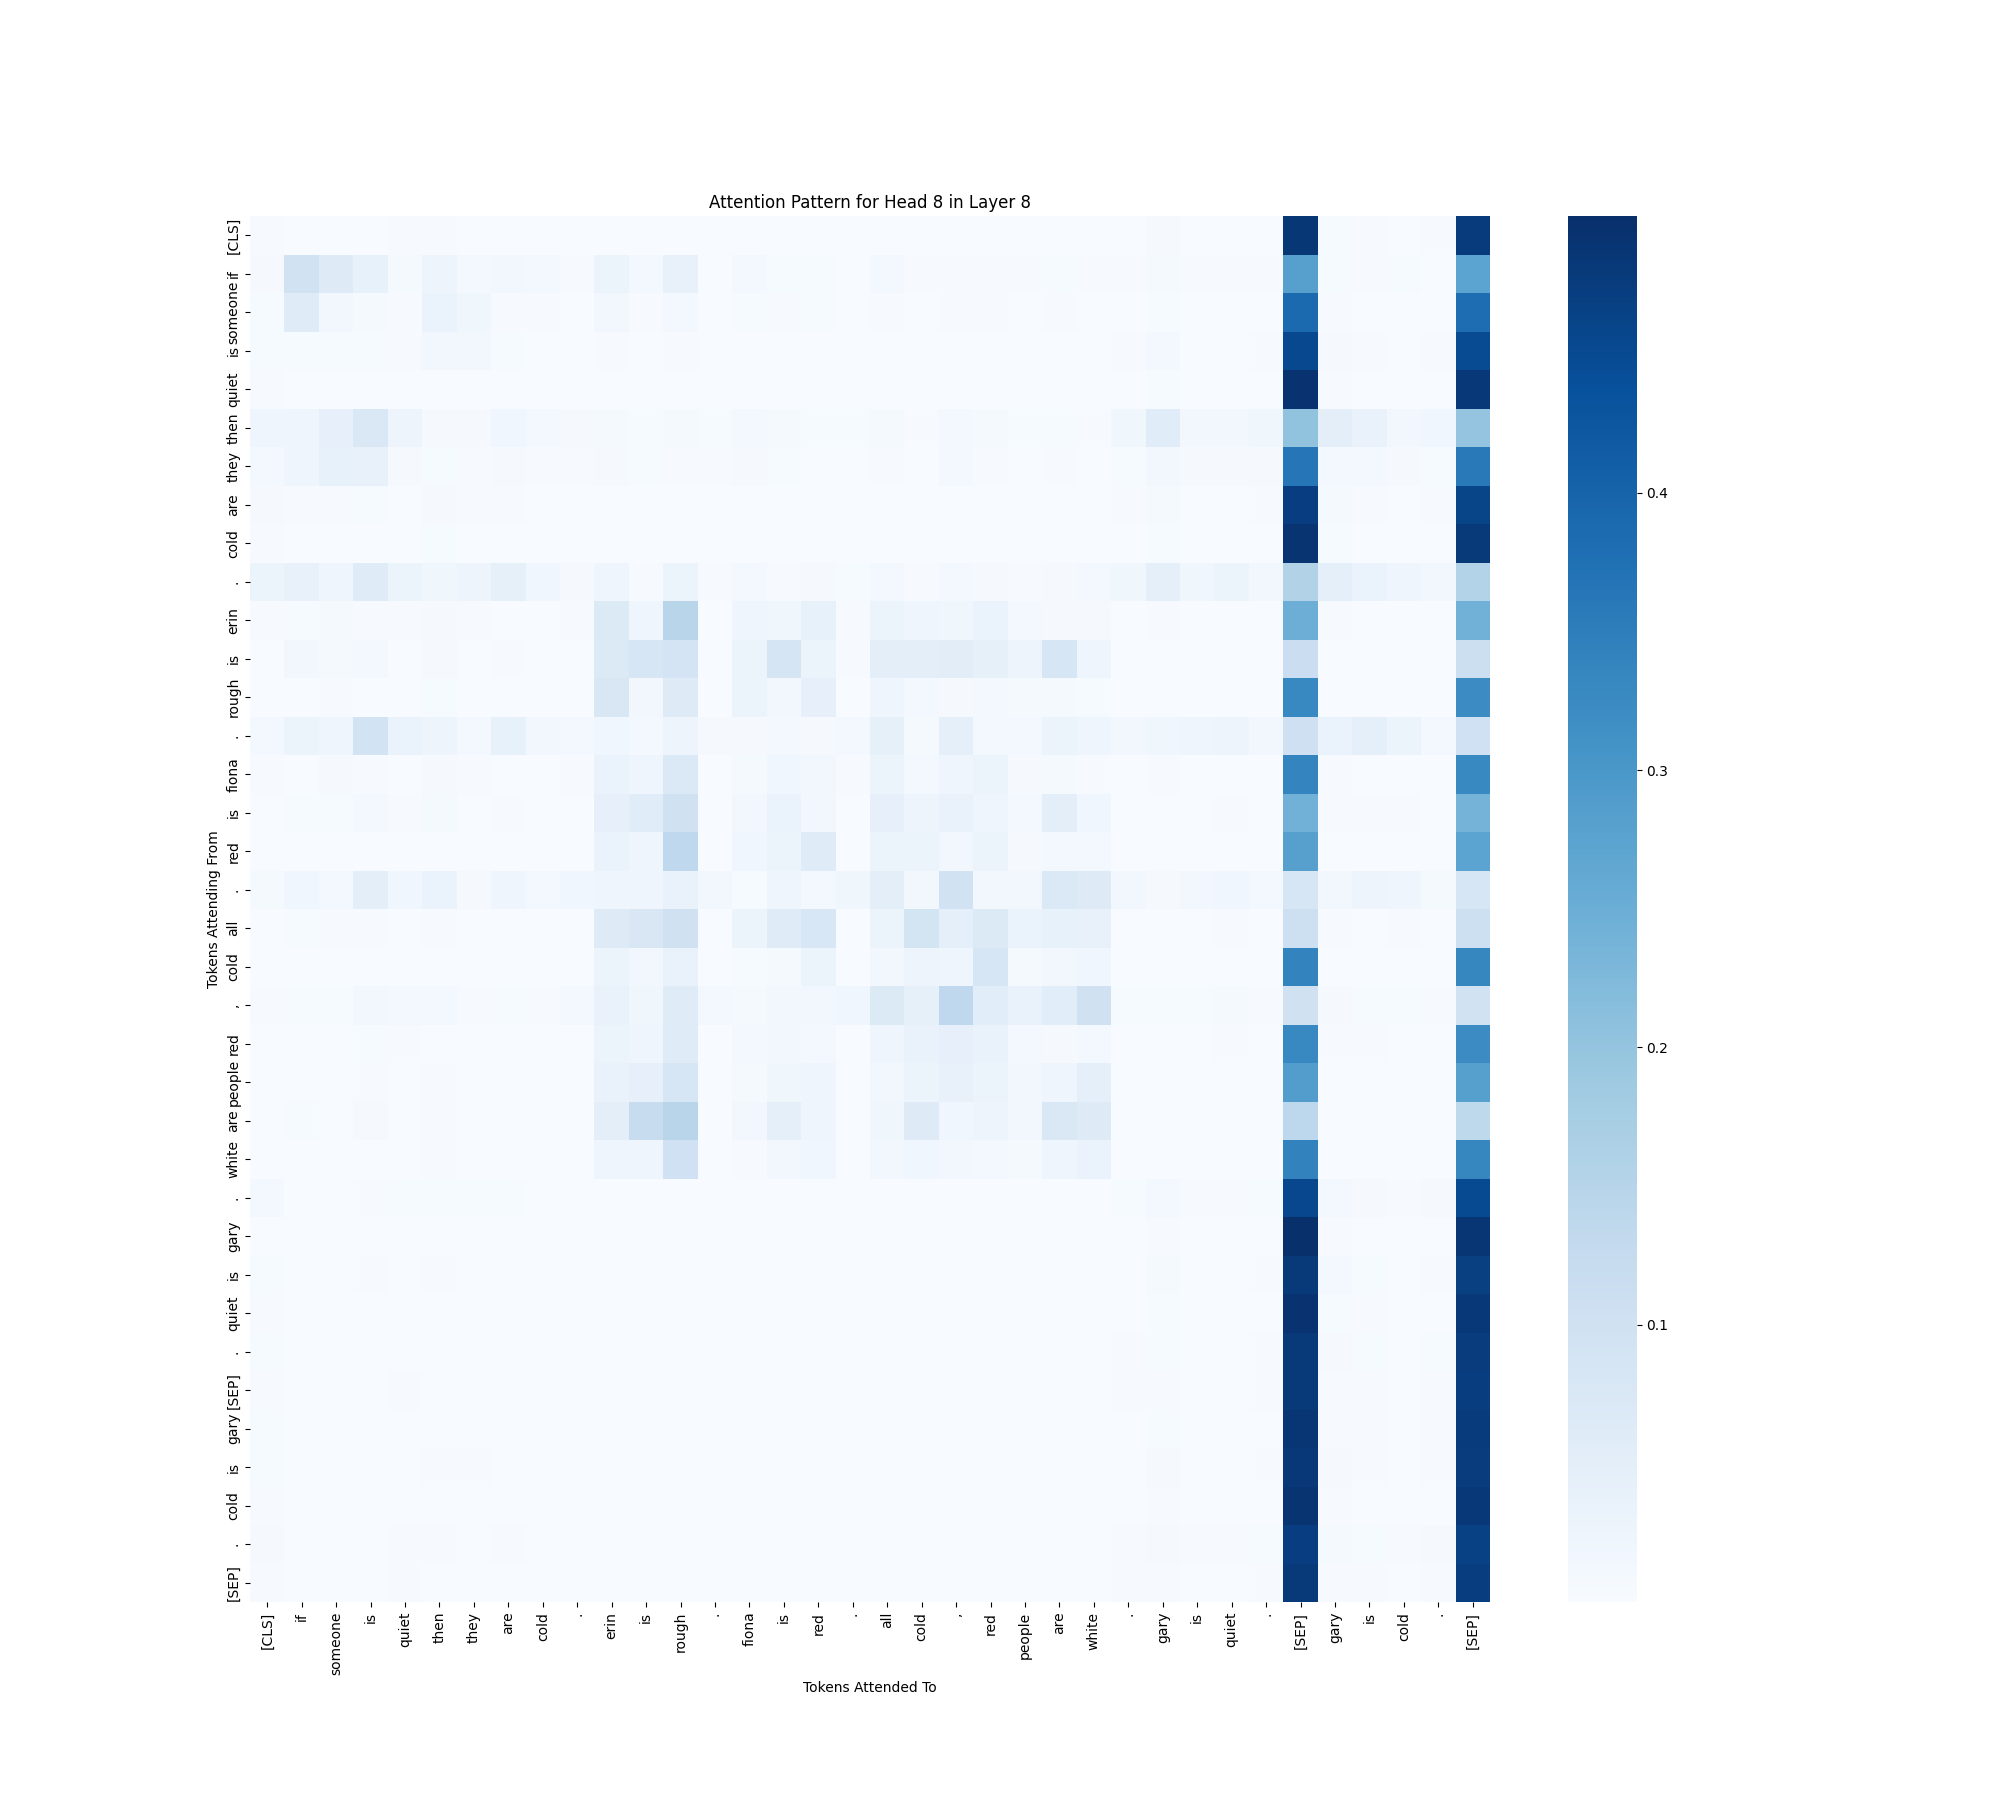 Attention Pattern for Head 8 in Layer 8
Tokens Attending From
[CLS]
if
someone
is
quiet
then
they
are
cold
.
erin
is
rough
.
fiona
is
red
.
all
cold
,
red
people
are
white
.
gary
is
quiet
.
[SEP]
gary
is
cold
.
[SEP]
0.4
0.3
0.2
0.1
[CLS] if someone is quiet then they are cold . erin is rough . fiona is red . all cold , red people are white . gary is quiet . [SEP] gary is cold . [SEP]
Tokens Attended To